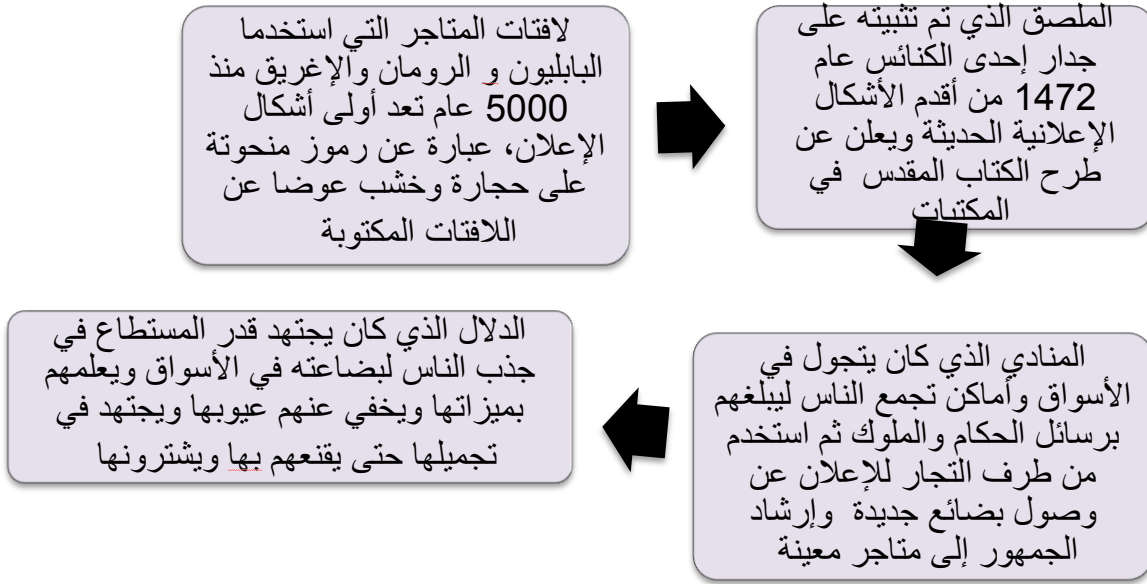 لافتات المتاجر التي استخدما
البابليون و الرومان والإغريق منذ
5000 عام تعد أولى أشكال
الإعلان، عبارة عن رموز منحوتة
على حجارة وخشب عوضا عن
اللافتات المكتوبة
الملصق الذي تم تثبيته على
جدار إحدى الكنائس عام
1472 من أقدم الأشكال
الإعلانية الحديثة ويعلن عن
طرح الكتاب المقدس في
المكتبات
المنادي الذي كان يتجول في
الأسواق وأماكن تجمع الناس ليبلغهم
برسائل الحكام والملوك ثم استخدم
من طرف التجار للإعلان عن
وصول بضائع جديدة وإرشاد
الجمهور إلى متاجر معينة
الدلال الذي كان يجتهد قدر المستطاع في
جذب الناس لبضاعته في الأسواق ويعلمهم
بميزاتها ويخفي عنهم عيوبها ويجتهد في
تجميلها حتى يقنعهم بها ويشترونها